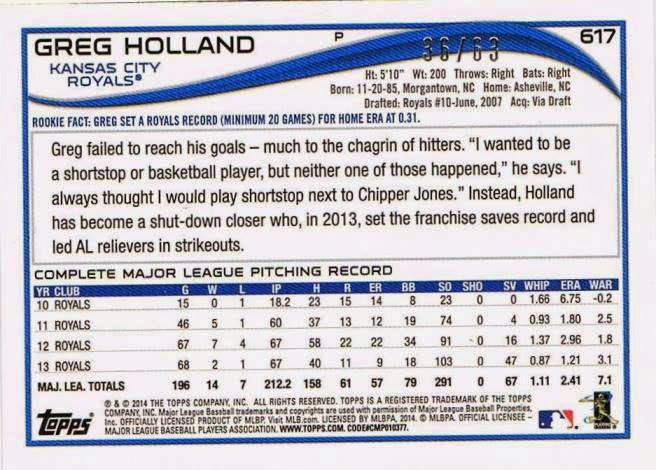 GREG HOLLAND P 617
36/63
KANSAS CITY
ROYALS®
Ht: 5'10" Wt: 200 Throws: Right Bats: Right
Born: 11-20-85, Morgantown, NC Home: Asheville, NC
Drafted: Royals #10-June, 2007 Acq: Via Draft
ROOKIE FACT: GREG SET A ROYALS RECORD (MINIMUM 20 GAMES) FOR HOME ERA AT 0.31.
Greg failed to reach his goals – much to the chagrin of hitters. "I wanted to be
a shortstop or basketball player, but neither one of those happened," he says. "I
always thought I would play shortstop next to Chipper Jones." Instead, Holland
has become a shut-down closer who, in 2013, set the franchise saves record and
led AL relievers in strikeouts.
COMPLETE MAJOR LEAGUE PITCHING RECORD
YR CLUB G W L IP H R ER BB SO SHO SV WHIP ERA WAR
10 ROYALS 15 0 1 18.2 23 15 14 8 23 0 0 1.66 6.75 -0.2
11 ROYALS 46 5 1 60 37 13 12 19 74 0 4 0.93 1.80 2.5
12 ROYALS 67 7 4 67 58 22 22 34 91 0 16 1.37 2.96 1.8
13 ROYALS 68 2 1 67 40 11 9 18 103 0 47 0.87 1.21 3.1
MAJ. LEA. TOTALS 196 14 7 212.2 158 61 57 79 291 0 67 1.11 2.41 7.1
® & © 2014 THE TOPPS COMPANY, INC. ALL RIGHTS RESERVED. TOPPS IS A REGISTERED TRADEMARK OF THE TOPPS
COMPANY, INC. Major League Baseball trademarks and copyrights are used with permission of Major League Baseball Properties,
Inc. OFFICIALLY LICENSED PRODUCT OF MLBP. Visit MLB.com. LICENSED BY MLBPA, 2014. © MLBPA. OFFICIAL LICENSEE -
MAJOR LEAGUE BASEBALL PLAYERS ASSOCIATION. WWW.TOPPS.COM. CODE#CMP010377.
TOPPS